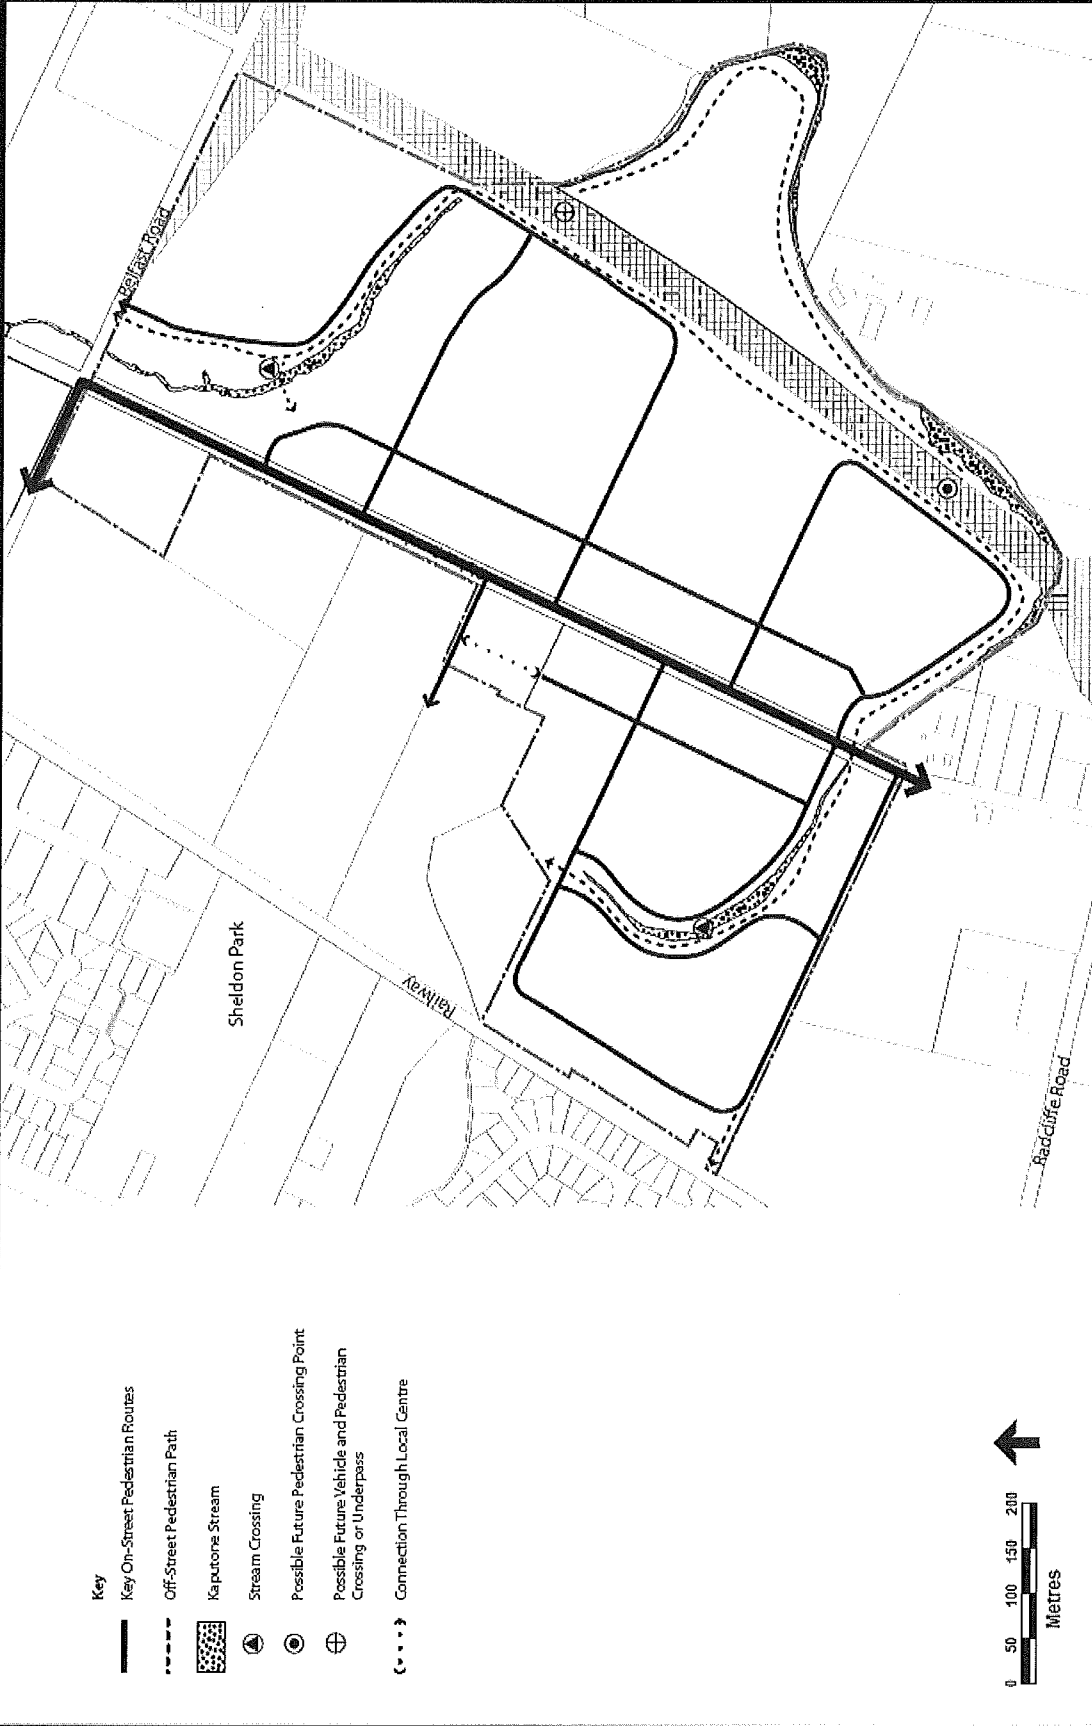 Belfast Road
Sheldon Park
Railway
Radcliffe Road
Key
Key On-Street Pedestrian Routes
Off-Street Pedestrian Path
Kaputone Stream
Stream Crossing
Possible Future Pedestrian Crossing Point
Possible Future Vehicle and Pedestrian
Crossing or Underpass
Connection Through Local Centre
0 50 100 150 200
Metres